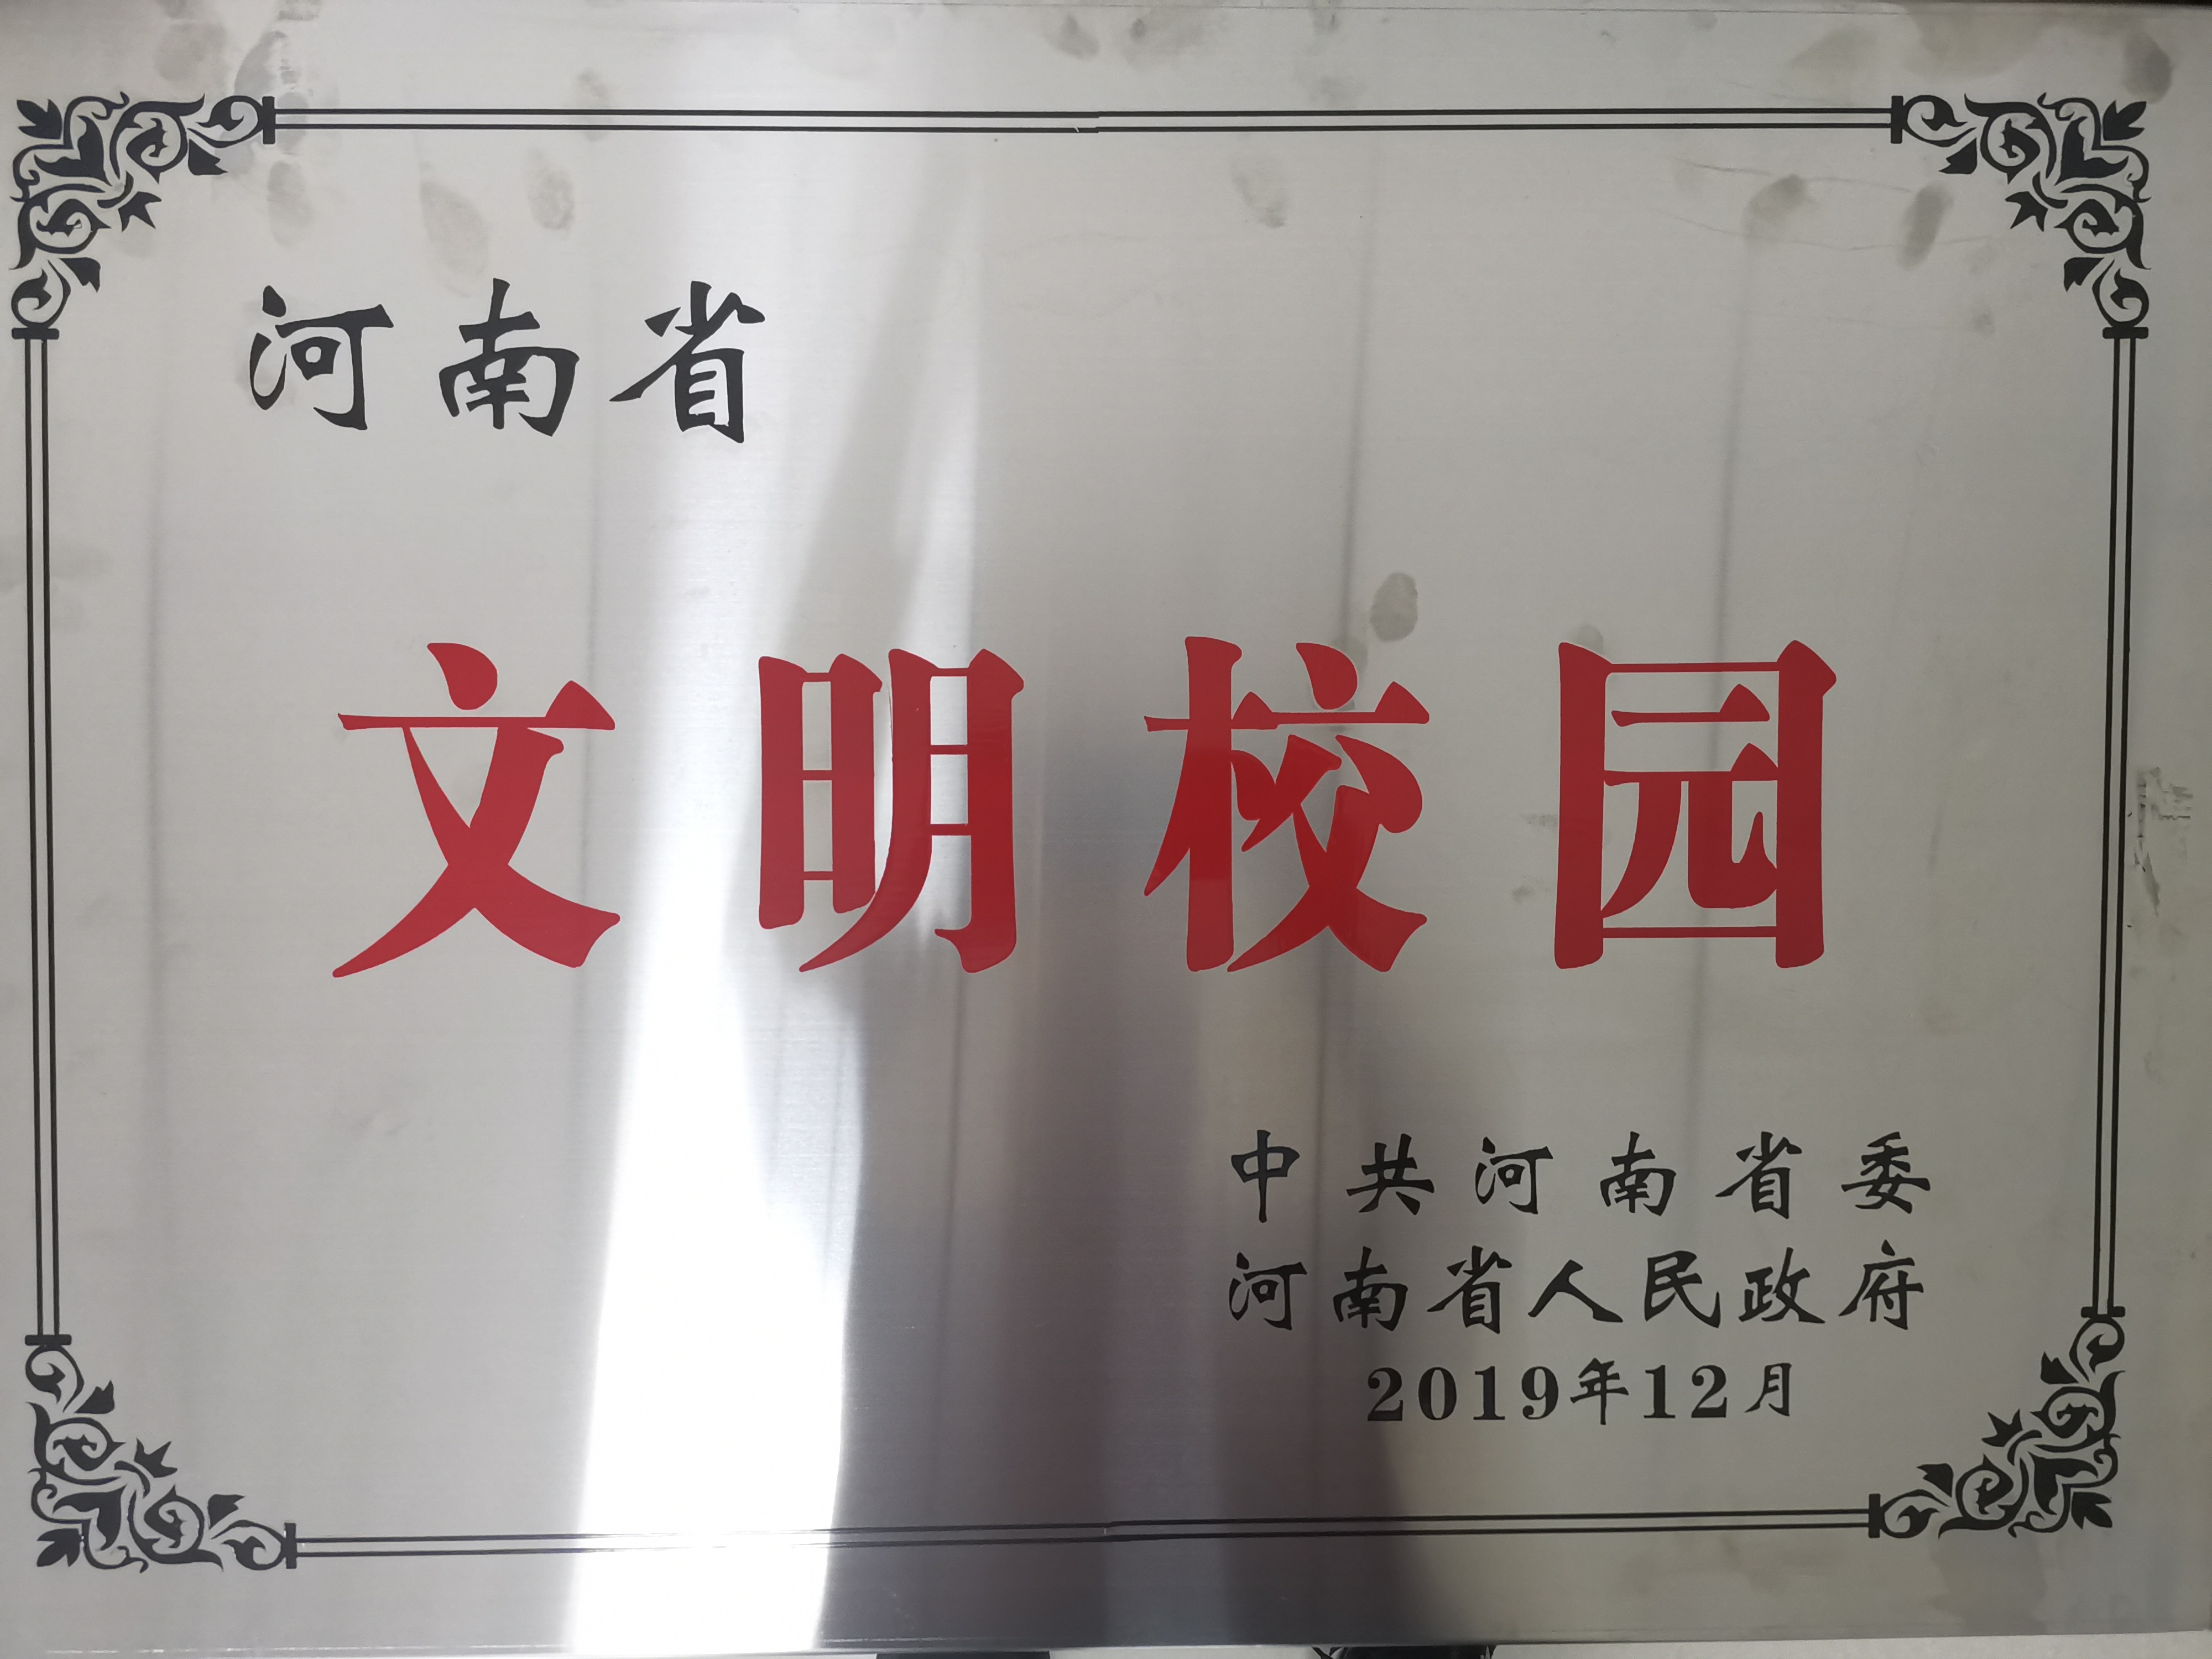 河南省
文明校园
中共河南省委
河南省人民政府
2019年12月